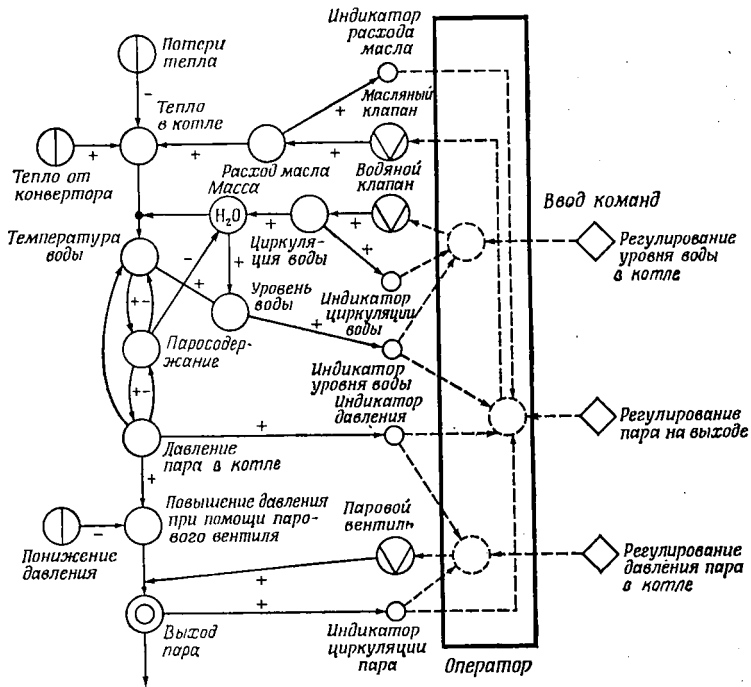 Индикатор
расхода
масла
Потери
тепла
−
+
Масляный
клапан
Тепло
в котле
+
+
+
Тепло от
конвертора
Расход масла
Водяной
клапан
Масса
H₂O
+
+
Ввод команд
Температура
воды
Циркуля-
ция воды
Регулирование
уровня воды
в котле
−
+
+
+
+−
Уровень
воды
Индикатор
циркуляции
воды
+
Паросодер-
жание
Индикатор
уровня воды
+−
Индикатор
давления
Регулирование
пара на выходе
+
Давление
пара в котле
+
Повышение давления
при помощи паро-
вого вентиля
Паровой
вентиль
−
Понижение
давления
Регулирование
давления пара
в котле
+
+
Выход
пара
Индикатор
циркуляции
пара
Оператор